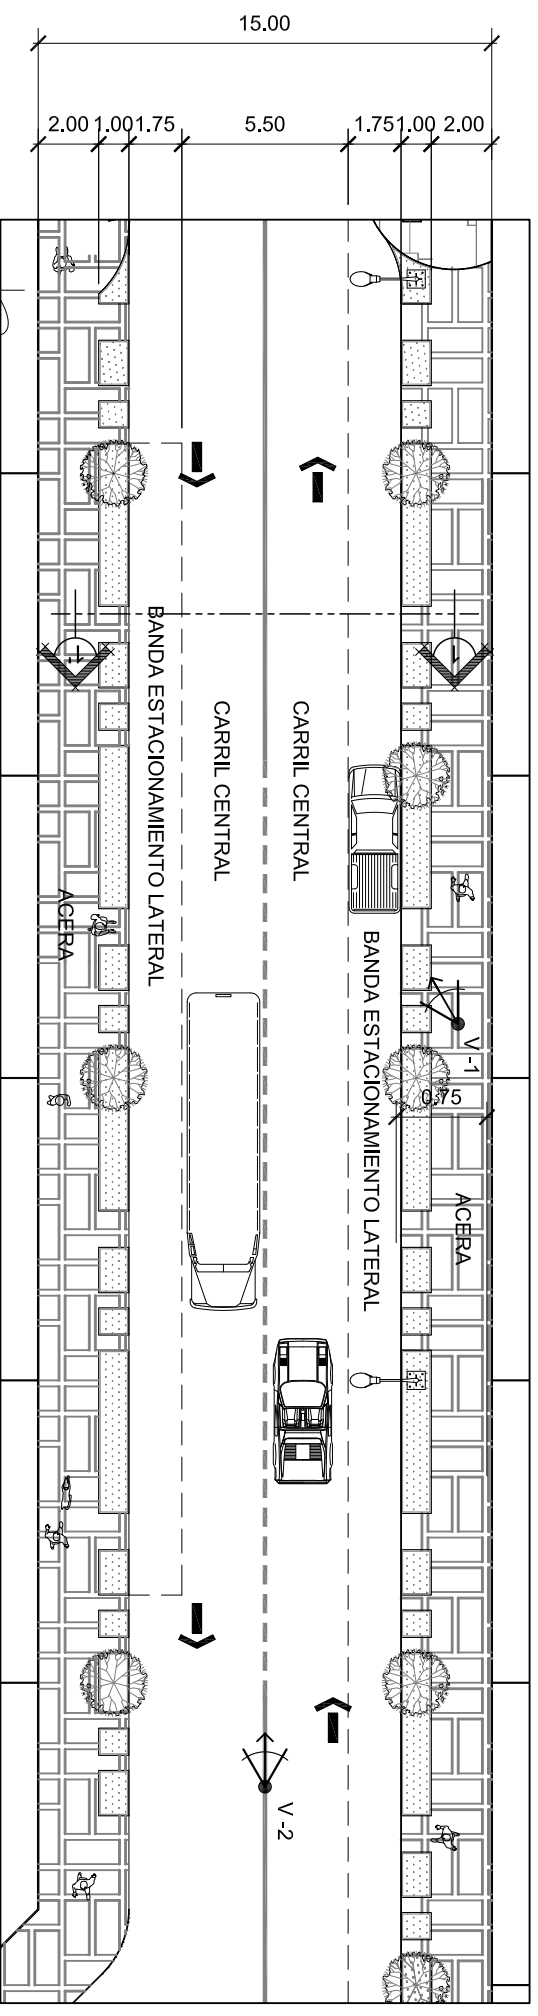 15.00
2.00 1.00 1.75 5.50 1.75 1.00 2.00
BANDA ESTACIONAMIENTO LATERAL
CARRIL CENTRAL
CARRIL CENTRAL
ACERA
BANDA ESTACIONAMIENTO LATERAL
V -1
0.75
ACERA
V -2